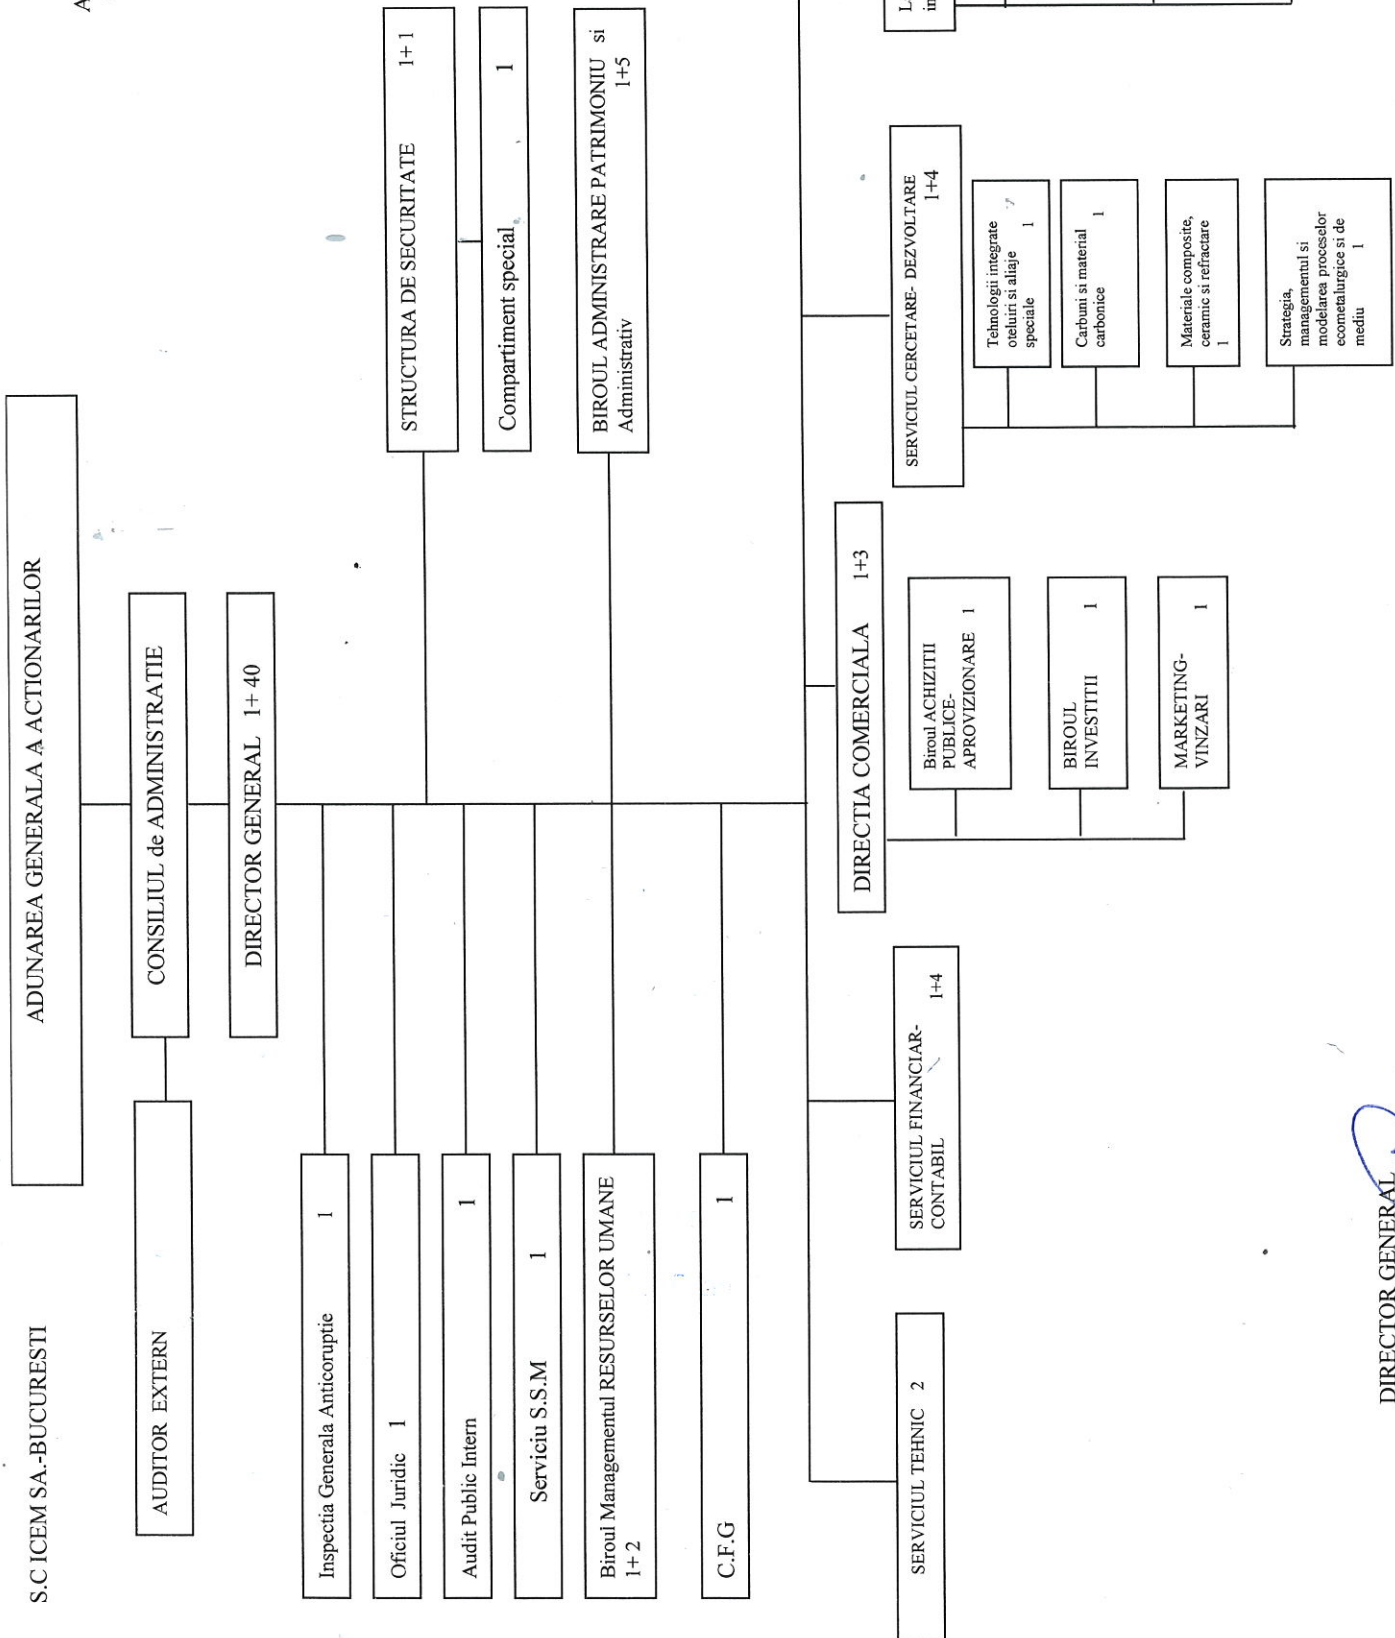 S.C ICEM SA.-BUCURESTI
A
ADUNAREA GENERALA A ACTIONARILOR
AUDITOR EXTERN
CONSILIUL de ADMINISTRATIE
DIRECTOR GENERAL 1+ 40
Inspectia Generala Anticoruptie 1
Oficiul Juridic 1
Audit Public Intern 1
Serviciu S.S.M 1
Biroul Managementul RESURSELOR UMANE
1+ 2
C.F.G 1
STRUCTURA DE SECURITATE 1+ 1
Compartiment special 1
BIROUL ADMINISTRARE PATRIMONIU si
Administrativ 1+5
SERVICIUL TEHNIC 2
SERVICIUL FINANCIAR-
CONTABIL 1+4
DIRECTIA COMERCIALA 1+3
Biroul ACHIZITII
PUBLICE-
APROVIZIONARE 1
BIROUL
INVESTITII 1
MARKETING-
VINZARI 1
SERVICIUL CERCETARE- DEZVOLTARE
1+4
Tehnologii integrate
oteluiri si aliaje
speciale 1
Carbuni si material
carbonice 1
Materiale composite,
ceramic si refractare
1
Strategia,
managementul si
modelarea proceselor
ecometalurgice si de
mediu 1
L
in
DIRECTOR GENERAL